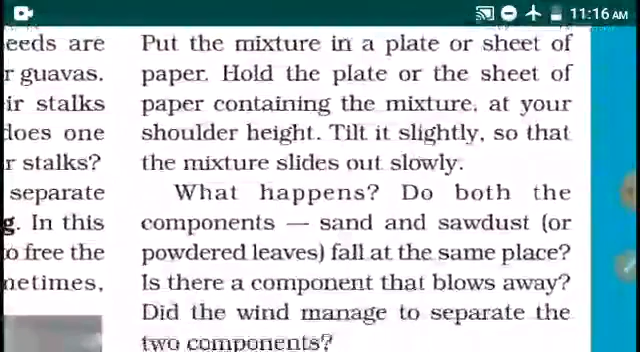 11:16 AM
eeds are
r guavas.
ir stalks
does one
r stalks?
separate
g. In this
o free the
netimes,
Put the mixture in a plate or sheet of
paper. Hold the plate or the sheet of
paper containing the mixture, at your
shoulder height. Tilt it slightly, so that
the mixture slides out slowly.
What happens? Do both the
components — sand and sawdust (or
powdered leaves) fall at the same place?
Is there a component that blows away?
Did the wind manage to separate the
two components?